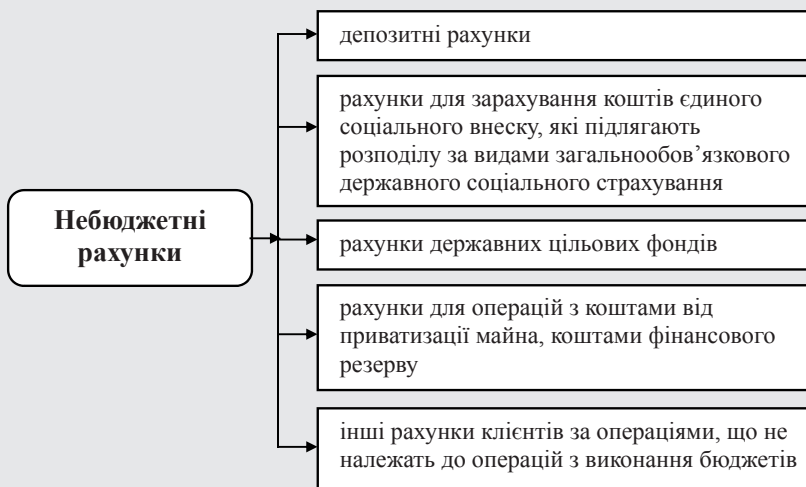 депозитні рахунки
рахунки для зарахування коштів єдиного
соціального внеску, які підлягають
розподілу за видами загальнообов’язкового
державного соціального страхування
Небюджетні
рахунки
рахунки державних цільових фондів
рахунки для операцій з коштами від
приватизації майна, коштами фінансового
резерву
інші рахунки клієнтів за операціями, що не
належать до операцій з виконання бюджетів